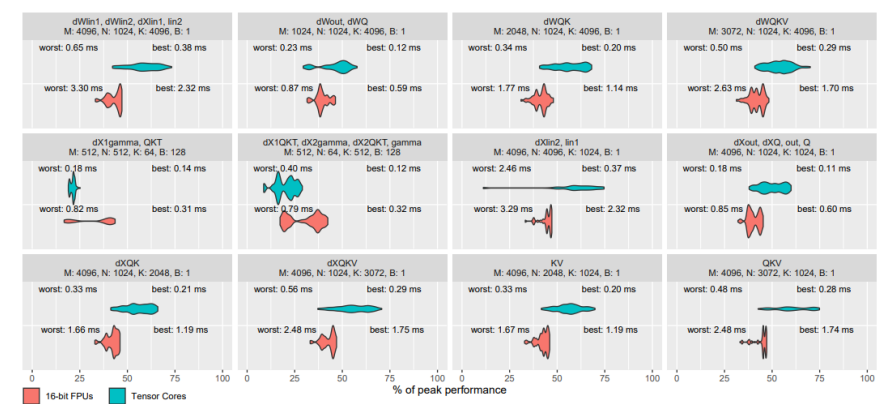 dWlin1, dWlin2, dXlin1, lin2
M: 4096, N: 1024, K: 4096, B: 1
worst: 0.65 ms best: 0.38 ms
worst: 3.30 ms best: 2.32 ms
dWout, dWQ
M: 1024, N: 1024, K: 4096, B: 1
worst: 0.23 ms best: 0.12 ms
worst: 0.87 ms best: 0.59 ms
dWQK
M: 2048, N: 1024, K: 4096, B: 1
worst: 0.34 ms best: 0.20 ms
worst: 1.77 ms best: 1.14 ms
dWQKV
M: 3072, N: 1024, K: 4096, B: 1
worst: 0.50 ms best: 0.29 ms
worst: 2.63 ms best: 1.70 ms
dX1gamma, QKT
M: 512, N: 512, K: 64, B: 128
worst: 0.18 ms best: 0.14 ms
worst: 0.82 ms best: 0.31 ms
dX1QKT, dX2gamma, dX2QKT, gamma
M: 512, N: 64, K: 512, B: 128
worst: 0.40 ms best: 0.12 ms
worst: 0.79 ms best: 0.32 ms
dXlin2, lin1
M: 4096, N: 4096, K: 1024, B: 1
worst: 2.46 ms best: 0.37 ms
worst: 3.29 ms best: 2.32 ms
dXout, dXQ, out, Q
M: 4096, N: 1024, K: 1024, B: 1
worst: 0.18 ms best: 0.11 ms
worst: 0.85 ms best: 0.60 ms
dXQK
M: 4096, N: 1024, K: 2048, B: 1
worst: 0.33 ms best: 0.21 ms
worst: 1.66 ms best: 1.19 ms
dXQKV
M: 4096, N: 1024, K: 3072, B: 1
worst: 0.56 ms best: 0.29 ms
worst: 2.48 ms best: 1.75 ms
KV
M: 4096, N: 2048, K: 1024, B: 1
worst: 0.33 ms best: 0.20 ms
worst: 1.67 ms best: 1.19 ms
QKV
M: 4096, N: 3072, K: 1024, B: 1
worst: 0.48 ms best: 0.28 ms
worst: 2.48 ms best: 1.74 ms
0 25 50 75 100 0 25 50 75 100 0 25 50 75 100 0 25 50 75 100
% of peak performance
16-bit FPUs Tensor Cores